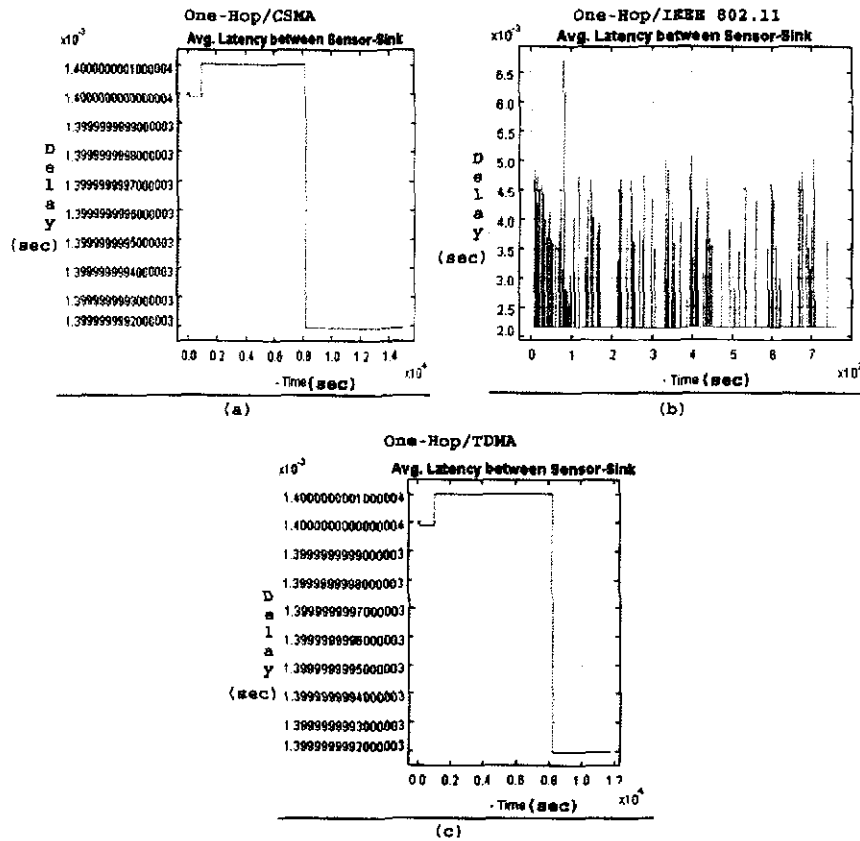 One-Hop/CSMA
x10⁻³
Avg. Latency between Sensor-Sink
1.4000000001000004
1.4000000000000004
1.3999999999000003
1.3999999998000003
1.3999999997000003
1.3999999996000003
1.3999999995000003
1.3999999994000003
1.3999999993000003
1.3999999992000003
Delay
(sec)
0.0 0.2 0.4 0.6 0.8 1.0 1.2 1.4
x10⁴
Time(sec)
(a)
One-Hop/IEEE 802.11
x10⁻³
Avg. Latency between Sensor-Sink
6.5
6.0
5.0
4.5
4.0
3.5
3.0
2.5
2.0
Delay
(sec)
0 1 2 3 4 5 6 7
Time(sec)
(b)
One-Hop/TDMA
x10⁻³
Avg. Latency between Sensor-Sink
1.4000000001000004
1.4000000000000004
1.3999999999000003
1.3999999998000003
1.3999999997000003
1.3999999996000003
1.3999999995000003
1.3999999994000003
1.3999999993000003
1.3999999992000003
Delay
(sec)
0.0 0.2 0.4 0.6 0.8 1.0 1.2
x10⁴
Time(sec)
(c)